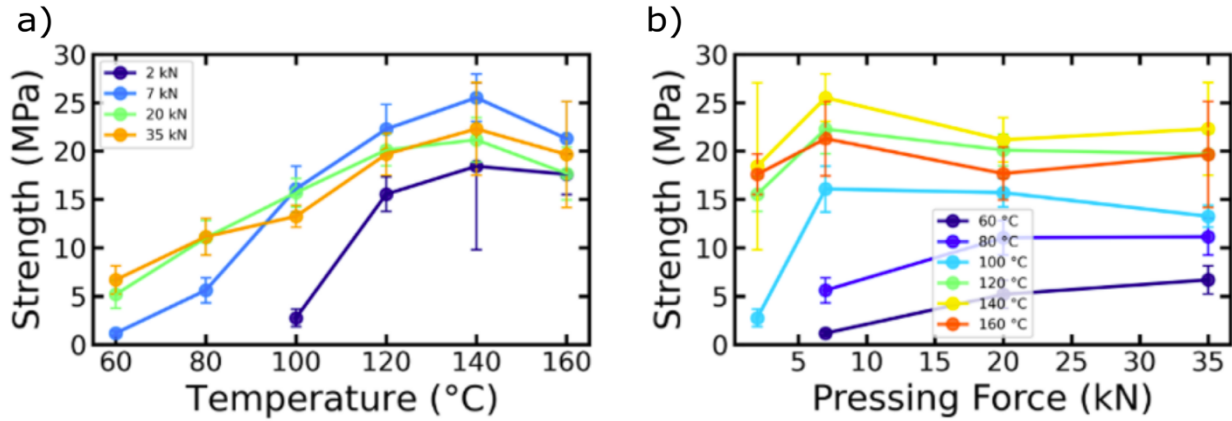 a)
Strength (MPa)
30
25
20
15
10
5
0
2 kN
7 kN
20 kN
35 kN
60 80 100 120 140 160
Temperature (°C)
b)
Strength (MPa)
30
25
20
15
10
5
0
60 °C
80 °C
100 °C
120 °C
140 °C
160 °C
5 10 15 20 25 30 35
Pressing Force (kN)